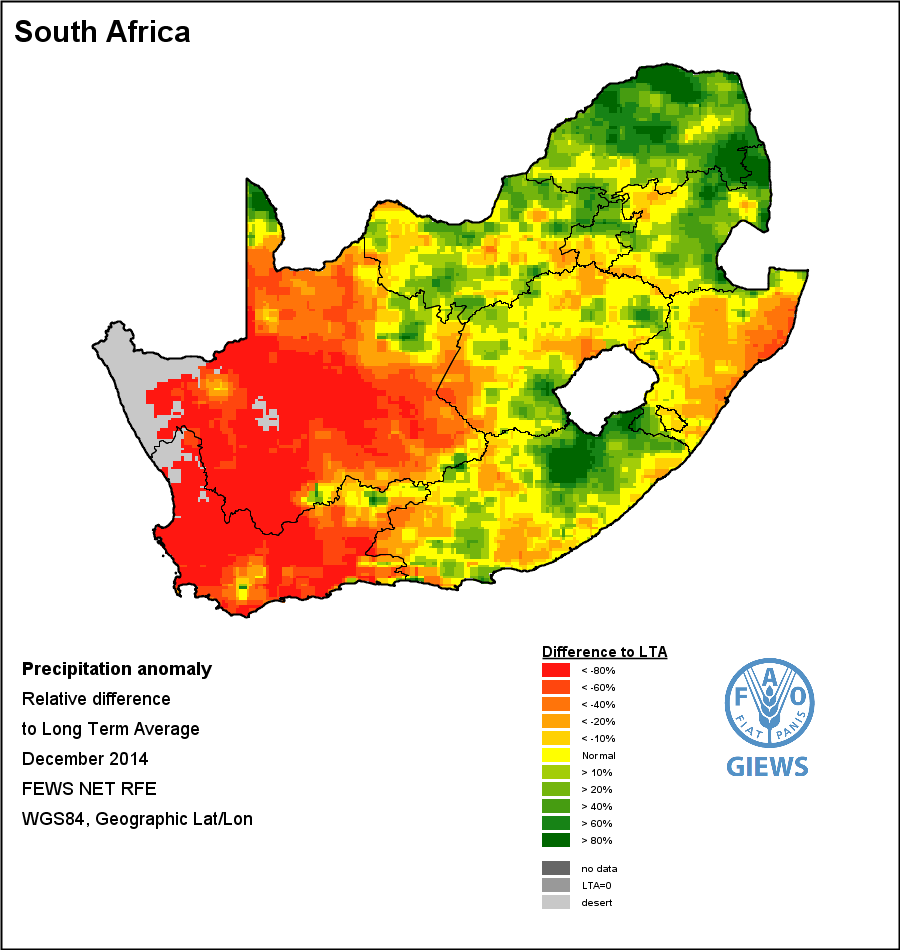 South Africa
Precipitation anomaly
Relative difference
to Long Term Average
December 2014
FEWS NET RFE
WGS84, Geographic Lat/Lon
Difference to LTA
< -80%
< -60%
< -40%
< -20%
< -10%
Normal
> 10%
> 20%
> 40%
> 60%
> 80%
no data
LTA=0
desert
F A O
FIAT PANIS
GIEWS